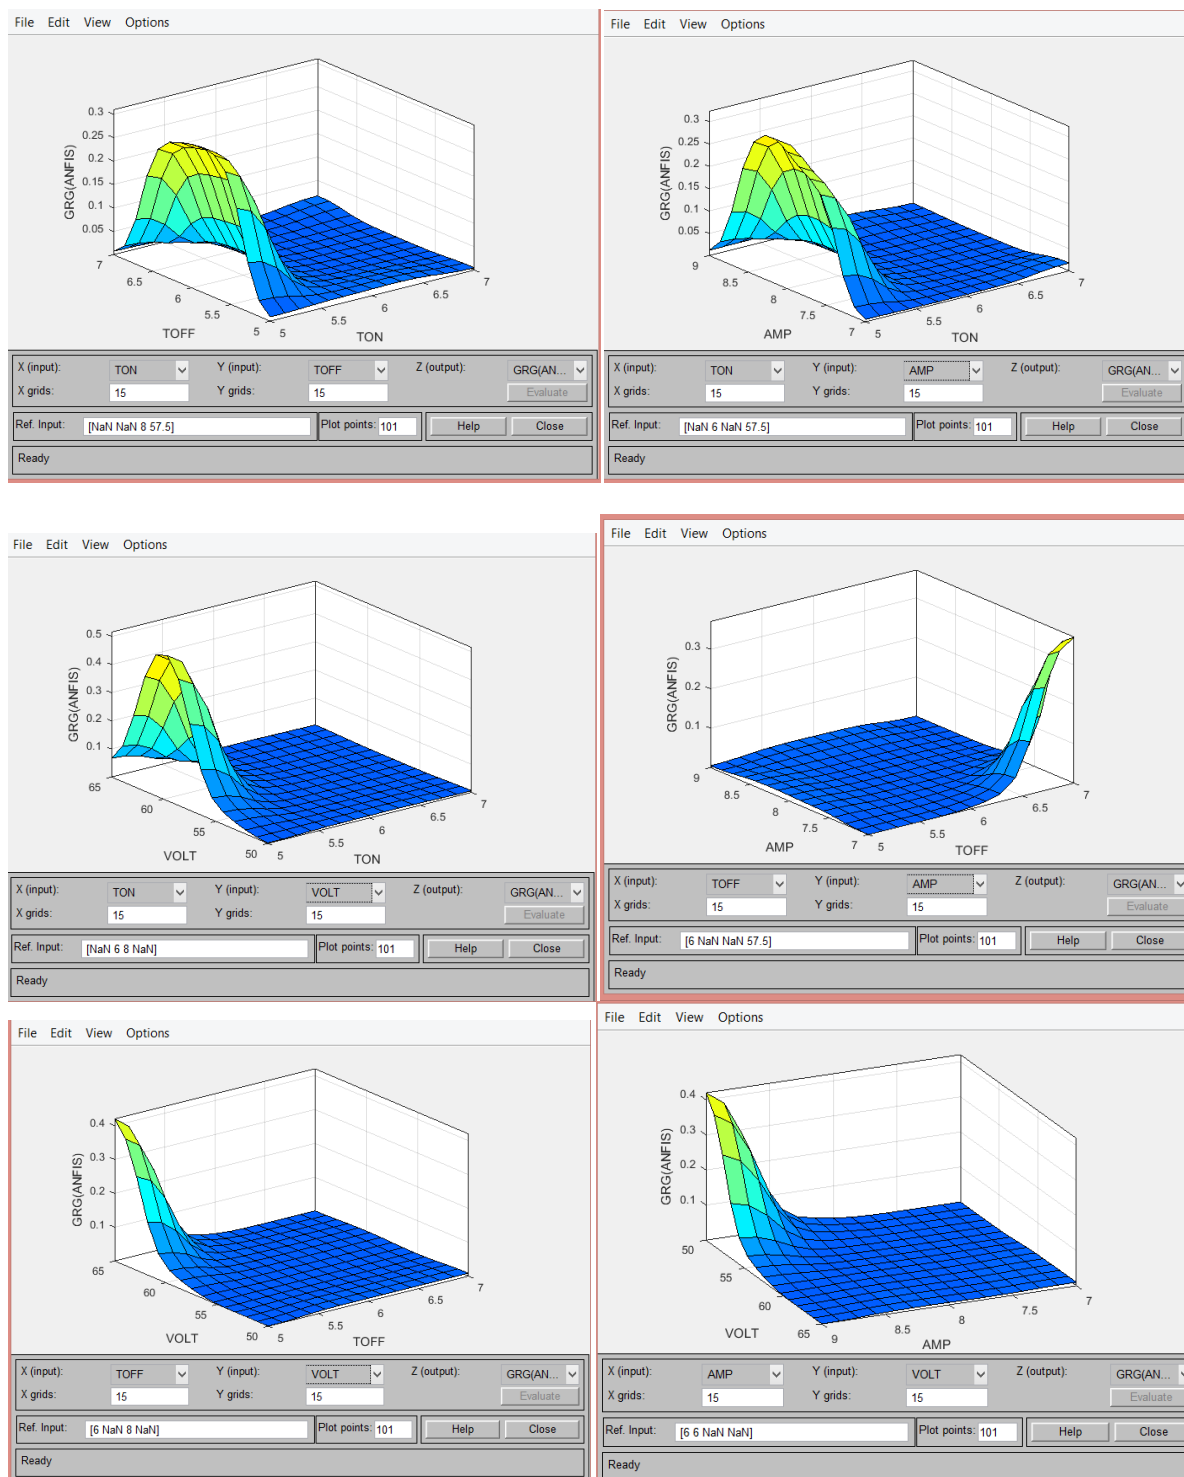 File Edit View Options
0.3
0.25
0.2
0.15
0.1
0.05
GRG(ANFIS)
7
6.5
6
5.5
5
TOFF
5
5.5
6
6.5
7
TON
X (input): TON Y (input): TOFF Z (output): GRG(AN...
X grids: 15 Y grids: 15 Evaluate
Ref. Input: [NaN NaN 8 57.5] Plot points: 101 Help Close
Ready
File Edit View Options
0.3
0.25
0.2
0.15
0.1
0.05
GRG(ANFIS)
9
8.5
8
7.5
7
AMP
5
5.5
6
6.5
7
TON
X (input): TON Y (input): AMP Z (output): GRG(AN...
X grids: 15 Y grids: 15 Evaluate
Ref. Input: [NaN 6 NaN 57.5] Plot points: 101 Help Close
Ready
File Edit View Options
0.5
0.4
0.3
0.2
0.1
GRG(ANFIS)
65
60
55
50
VOLT
5
5.5
6
6.5
7
TON
X (input): TON Y (input): VOLT Z (output): GRG(AN...
X grids: 15 Y grids: 15 Evaluate
Ref. Input: [NaN 6 8 NaN] Plot points: 101 Help Close
Ready
File Edit View Options
0.3
0.2
0.1
GRG(ANFIS)
9
8.5
8
7.5
7
AMP
5
5.5
6
6.5
7
TOFF
X (input): TOFF Y (input): AMP Z (output): GRG(AN...
X grids: 15 Y grids: 15 Evaluate
Ref. Input: [6 NaN NaN 57.5] Plot points: 101 Help Close
Ready
File Edit View Options
0.4
0.3
0.2
0.1
GRG(ANFIS)
65
60
55
50
VOLT
5
5.5
6
6.5
7
TOFF
X (input): TOFF Y (input): VOLT Z (output): GRG(AN...
X grids: 15 Y grids: 15 Evaluate
Ref. Input: [6 NaN 8 NaN] Plot points: 101 Help Close
Ready
File Edit View Options
0.4
0.3
0.2
0.1
GRG(ANFIS)
50
55
60
65
VOLT
9
8.5
8
7.5
7
AMP
X (input): AMP Y (input): VOLT Z (output): GRG(AN...
X grids: 15 Y grids: 15 Evaluate
Ref. Input: [6 6 NaN NaN] Plot points: 101 Help Close
Ready